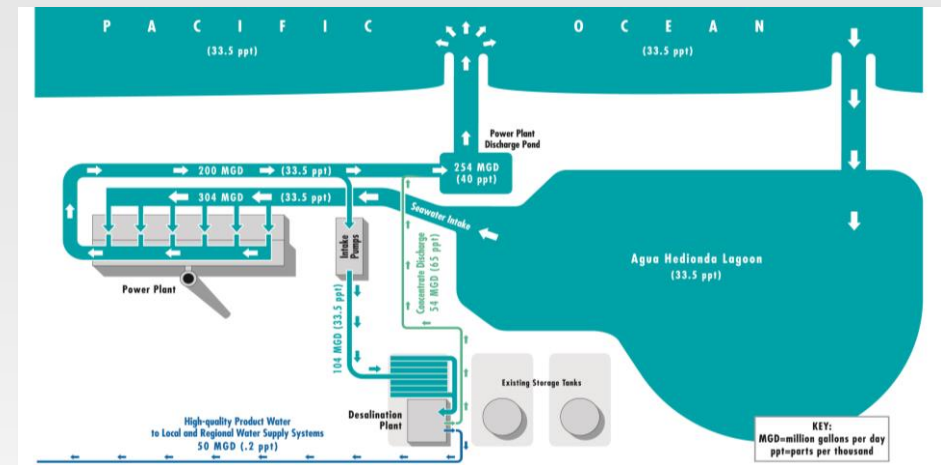 PACIFIC OCEAN
(33.5 ppt) (33.5 ppt)
Power Plant
Discharge Pond
254 MGD
(40 ppt)
200 MGD (33.5 ppt)
304 MGD (33.5 ppt)
Seawater Intake
Intake
Pumps
Power Plant
Concentrate Discharge
54 MGD (65 ppt)
Agua Hedionda Lagoon
(33.5 ppt)
104 MGD (33.5 ppt)
Existing Storage Tanks
Desalination
Plant
High-quality Product Water
to Local and Regional Water Supply Systems
50 MGD (.2 ppt)
KEY:
MGD=million gallons per day
ppt=parts per thousand